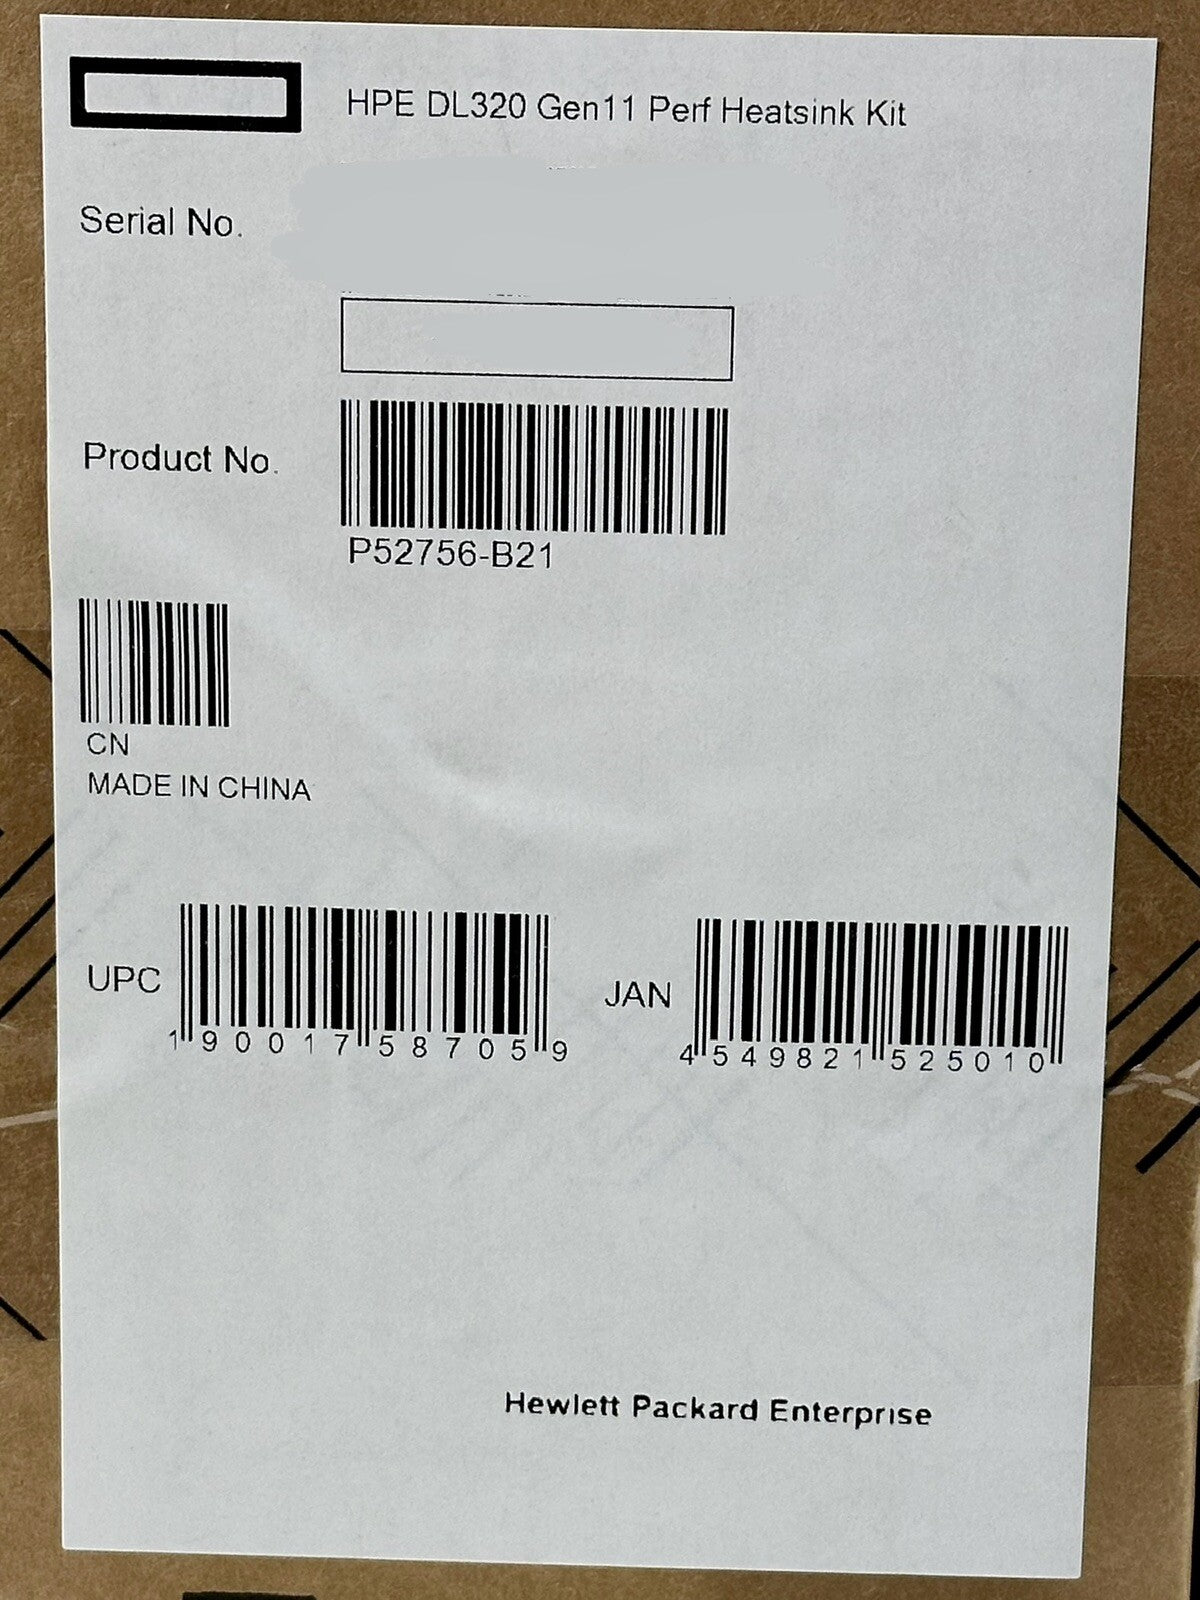 HPE DL320 Gen11 Perf Heatsink Kit
Serial No.
Product No.
P52756-B21
CN
MADE IN CHINA
UPC
1 90017 58705 9
JAN
4 549821 525010
Hewlett Packard Enterprise